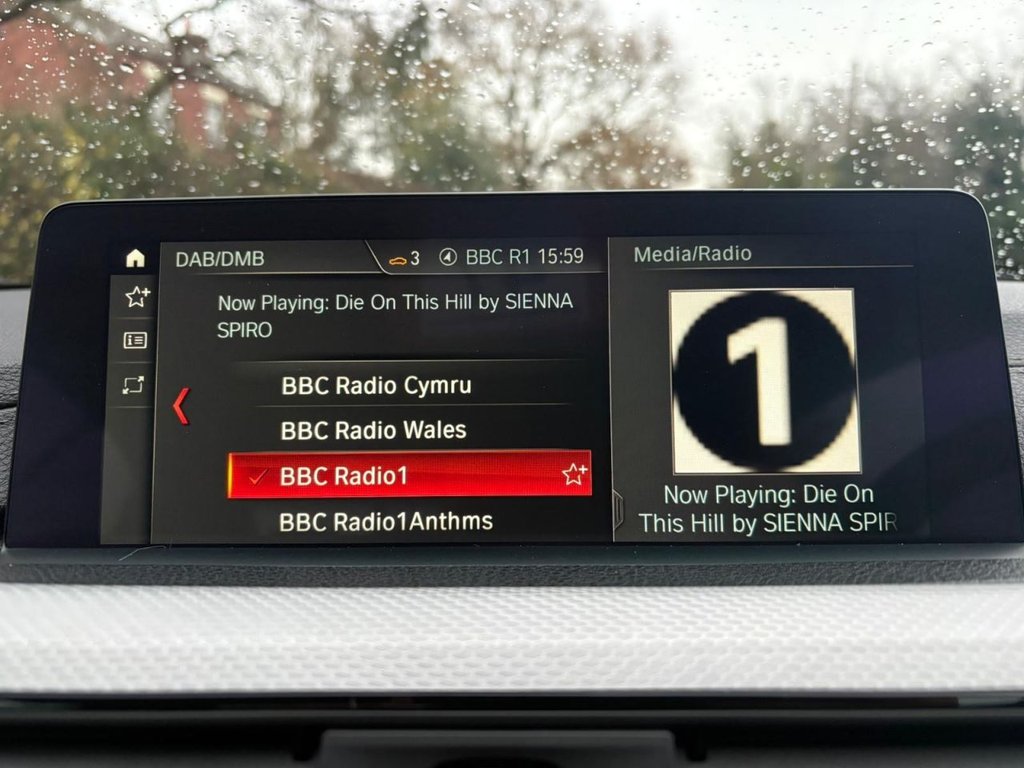 DAB/DMB
3 BBC R1 15:59
Media/Radio
Now Playing: Die On This Hill by SIENNA
SPIRO
BBC Radio Cymru
BBC Radio Wales
BBC Radio1
BBC Radio1Anthms
1
Now Playing: Die On
This Hill by SIENNA SPIR